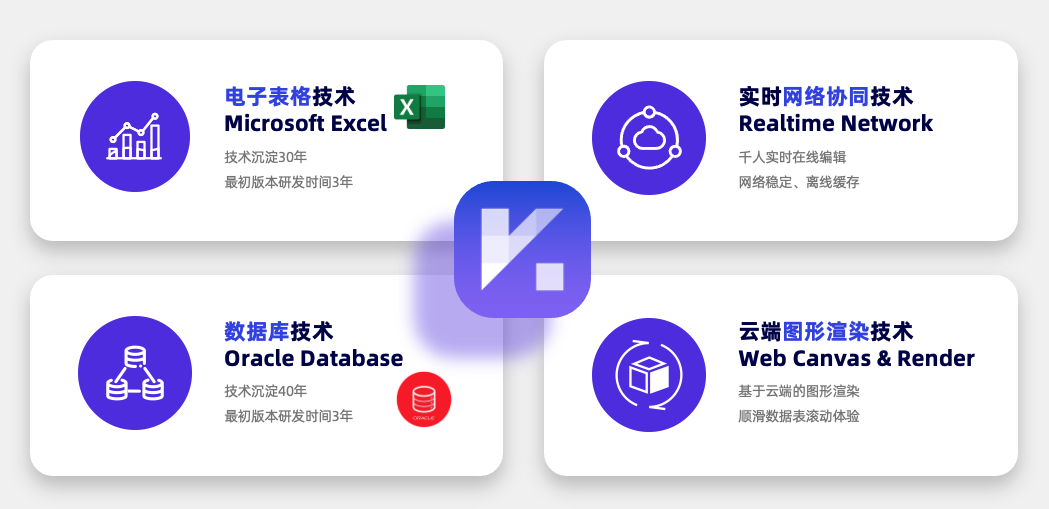 电子表格技术
Microsoft Excel
X
技术沉淀30年
最初版本研发时间3年
实时网络协同技术
Realtime Network
千人实时在线编辑
网络稳定、离线缓存
数据库技术
Oracle Database
技术沉淀40年
最初版本研发时间3年
ORACLE
云端图形渲染技术
Web Canvas & Render
基于云端的图形渲染
顺滑数据表滚动体验